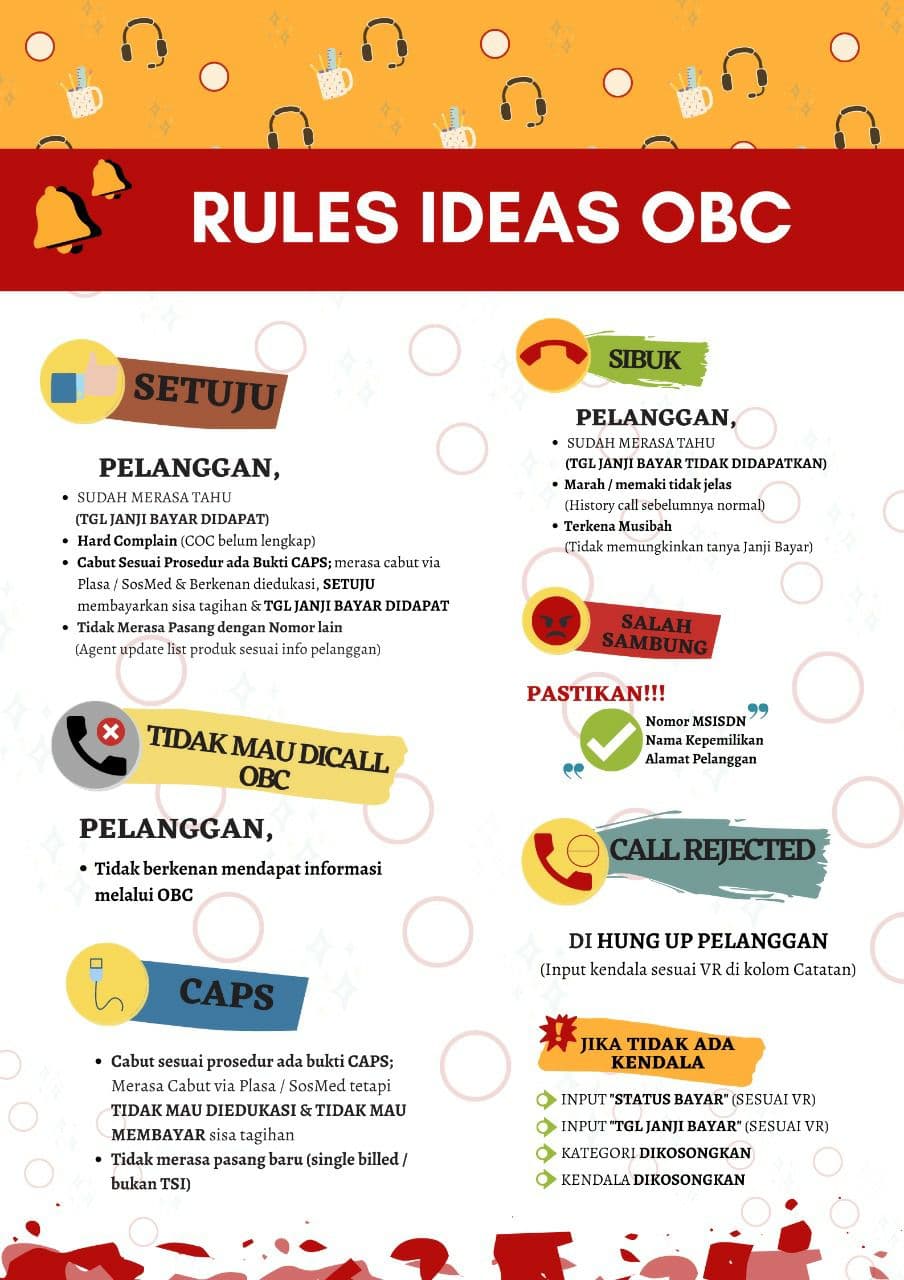 RULES IDEAS OBC
SETUJU
PELANGGAN,
• SUDAH MERASA TAHU
(TGL JANJI BAYAR DIDAPAT)
• Hard Complain (COC belum lengkap)
• Cabut Sesuai Prosedur ada Bukti CAPS; merasa cabut via
Plasa / SosMed & Berkenan diedukasi, SETUJU
membayarkan sisa tagihan & TGL JANJI BAYAR DIDAPAT
• Tidak Merasa Pasang dengan Nomor lain
(Agent update list produk sesuai info pelanggan)
TIDAK MAU DICALL
OBC
PELANGGAN,
• Tidak berkenan mendapat informasi
melalui OBC
CAPS
• Cabut sesuai prosedur ada bukti CAPS;
Merasa Cabut via Plasa / SosMed tetapi
TIDAK MAU DIEDUKASI & TIDAK MAU
MEMBAYAR sisa tagihan
• Tidak merasa pasang baru (single billed /
bukan TSI)
SIBUK
PELANGGAN,
• SUDAH MERASA TAHU
(TGL JANJI BAYAR TIDAK DIDAPATKAN)
• Marah / memaki tidak jelas
(History call sebelumnya normal)
• Terkena Musibah
(Tidak memungkinkan tanya Janji Bayar)
SALAH
SAMBUNG
PASTIKAN!!!
Nomor MSISDN
Nama Kepemilikan
Alamat Pelanggan
CALL REJECTED
DI HUNG UP PELANGGAN
(Input kendala sesuai VR di kolom Catatan)
JIKA TIDAK ADA
KENDALA
INPUT "STATUS BAYAR" (SESUAI VR)
INPUT "TGL JANJI BAYAR" (SESUAI VR)
KATEGORI DIKOSONGKAN
KENDALA DIKOSONGKAN